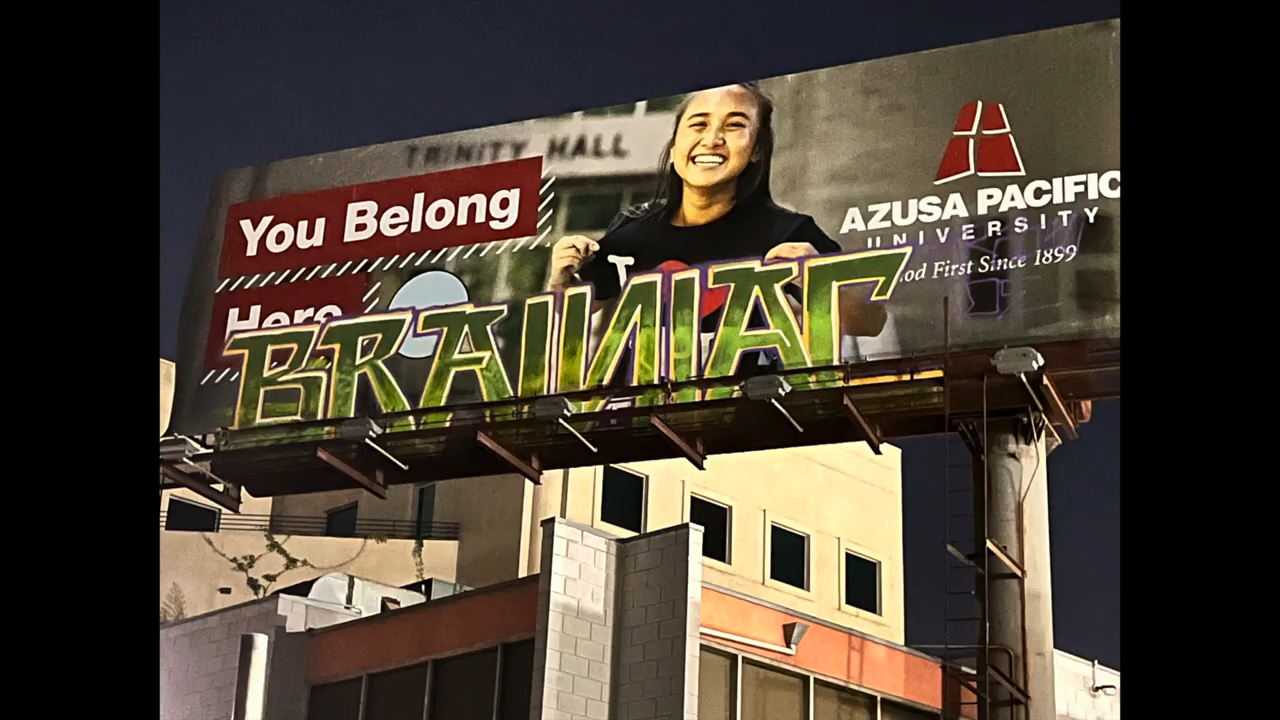 TRINITY HALL
You Belong
Here
AZUSA PACIFIC
UNIVERSITY
God First Since 1899
BRAINIAC